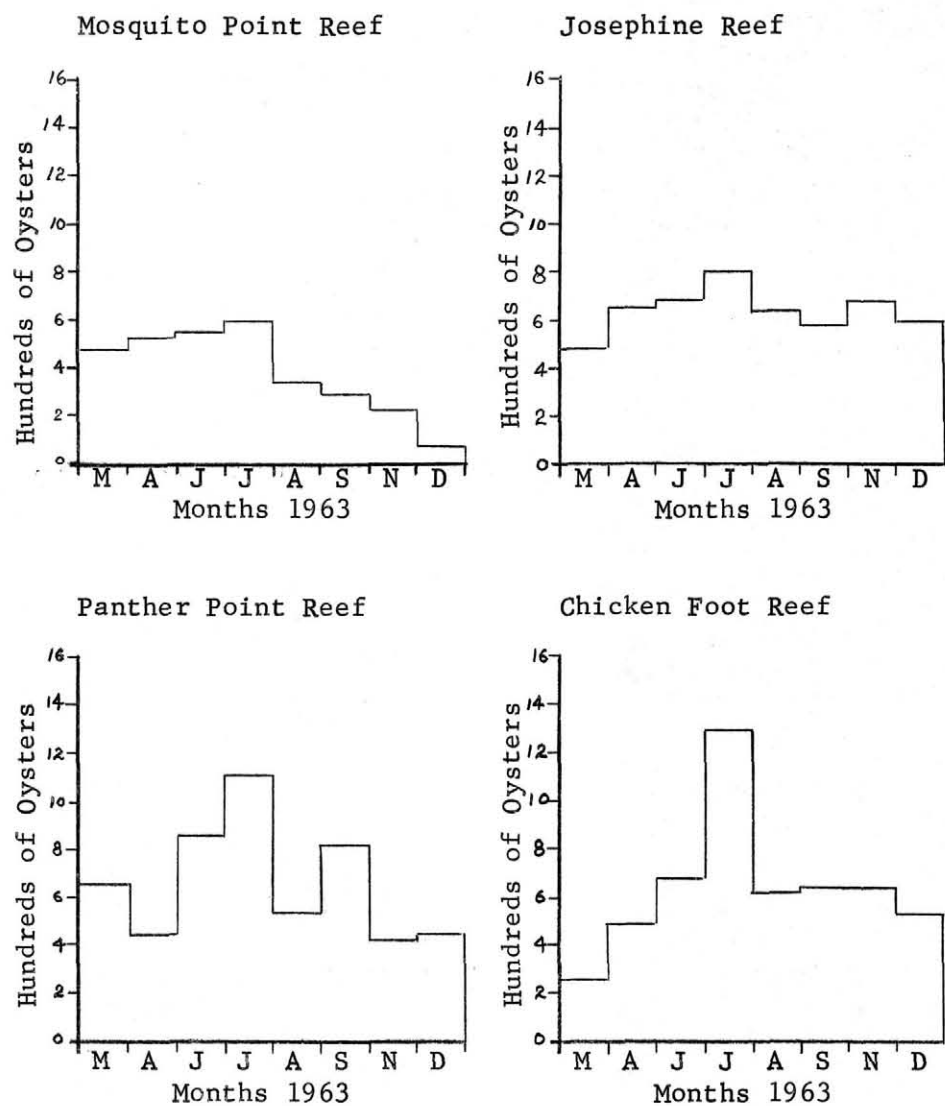 Mosquito Point Reef
Hundreds of Oysters
16
14
12
10
8
6
4
2
0
M A J J A S N D
Months 1963
Josephine Reef
Hundreds of Oysters
16
14
12
10
8
6
4
2
0
M A J J A S N D
Months 1963
Panther Point Reef
Hundreds of Oysters
16
14
12
10
8
6
4
2
0
M A J J A S N D
Months 1963
Chicken Foot Reef
Hundreds of Oysters
16
14
12
10
8
6
4
2
0
M A J J A S N D
Months 1963